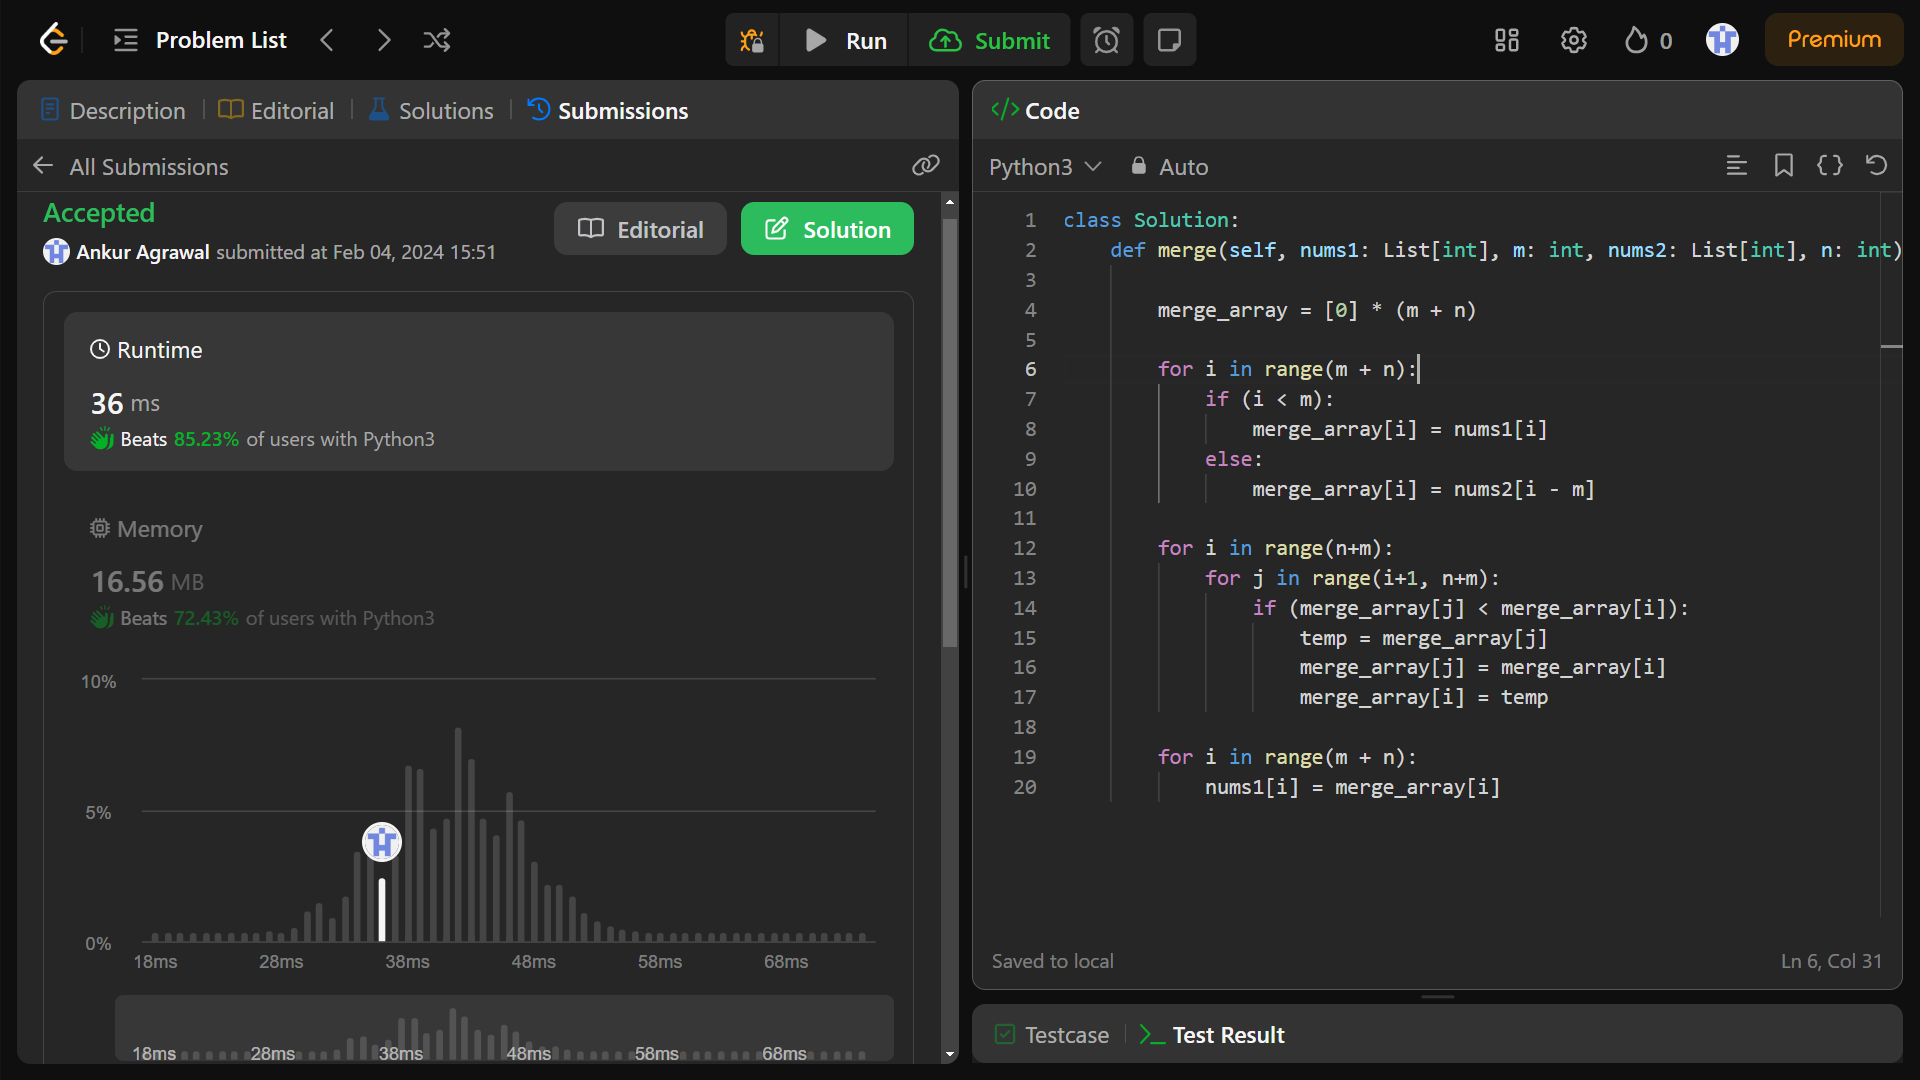 Problem List
Run
Submit
0
Premium
Description
Editorial
Solutions
Submissions
All Submissions
Accepted
Ankur Agrawal submitted at Feb 04, 2024 15:51
Editorial
Solution
Runtime
36 ms
Beats 85.23% of users with Python3
Memory
16.56 MB
Beats 72.43% of users with Python3
10%
5%
0%
18ms 28ms 38ms 48ms 58ms 68ms
18ms 28ms 38ms 48ms 58ms 68ms
</> Code
Python3
Auto
1 class Solution:
2     def merge(self, nums1: List[int], m: int, nums2: List[int], n: int)
3
4         merge_array = [0] * (m + n)
5
6         for i in range(m + n):
7             if (i < m):
8                 merge_array[i] = nums1[i]
9             else:
10                 merge_array[i] = nums2[i - m]
11
12         for i in range(n+m):
13             for j in range(i+1, n+m):
14                 if (merge_array[j] < merge_array[i]):
15                     temp = merge_array[j]
16                     merge_array[j] = merge_array[i]
17                     merge_array[i] = temp
18
19         for i in range(m + n):
20             nums1[i] = merge_array[i]
Saved to local
Ln 6, Col 31
Testcase
Test Result